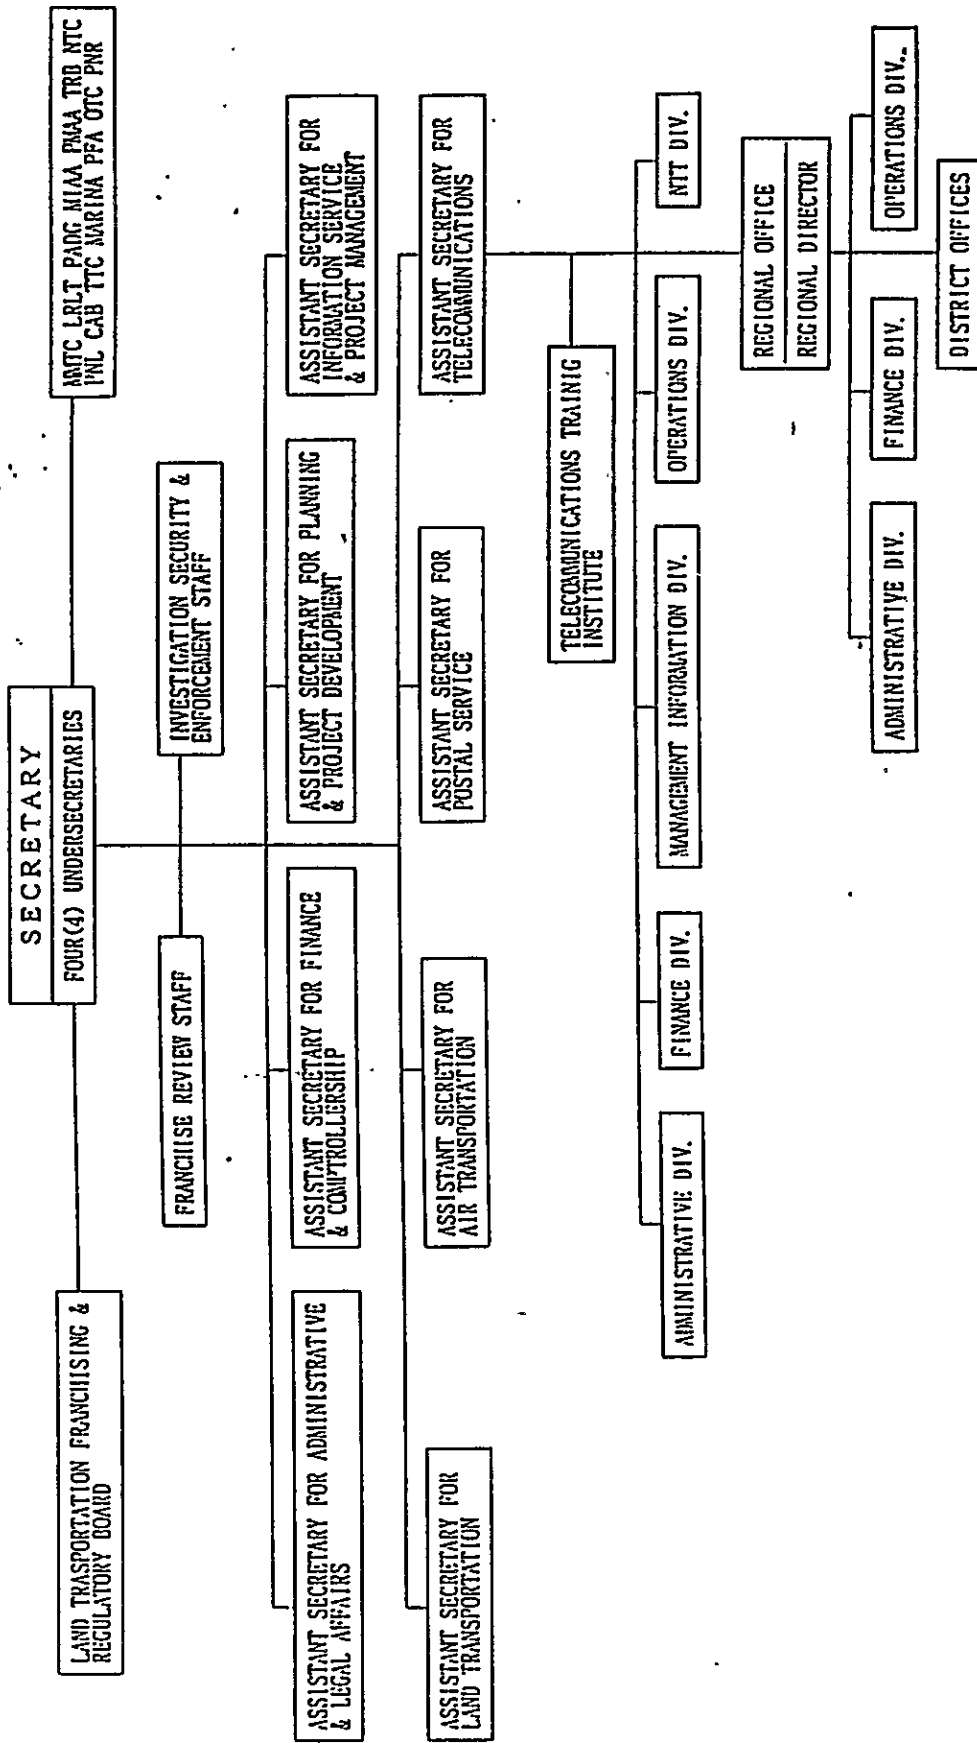 SECRETARY
FOUR(4) UNDERSECRETARIES
LAND TRASPORTATION FRANCHISING &
REGULATORY BOARD
MMTC LRLT PADG MIAA PMAA TRB NTC
PNL CAB TTC MARINA PFA OTC PNR
FRANCHISE REVIEW STAFF
INVESTIGATION SECURITY &
ENFORCEMENT STAFF
ASSISTANT SECRETARY FOR ADMINISTRATIVE
& LEGAL AFFAIRS
ASSISTANT SECRETARY FOR FINANCE
& COMPTROLLERSHIP
ASSISTANT SECRETARY FOR PLANNING
& PROJECT DEVELOPMENT
ASSISTANT SECRETARY FOR
INFORMATION SERVICE
& PROJECT MANAGEMENT
ASSISTANT SECRETARY FOR
LAND TRANSPORTATION
ASSISTANT SECRETARY FOR
AIR TRANSPORTATION
ASSISTANT SECRETARY FOR
POSTAL SERVICE
ASSISTANT SECRETARY FOR
TELECOMMUNICATIONS
TELECOMMUNICATIONS TRAINIG
INSTITUTE
ADMINISTRATIVE DIV.
FINANCE DIV.
MANAGEMENT INFORMATION DIV.
OPERATIONS DIV.
NTT DIV.
REGIONAL OFFICE
REGIONAL DIRECTOR
ADMINISTRATIVE DIV.
FINANCE DIV.
OPERATIONS DIV.
DISTRICT OFFICES